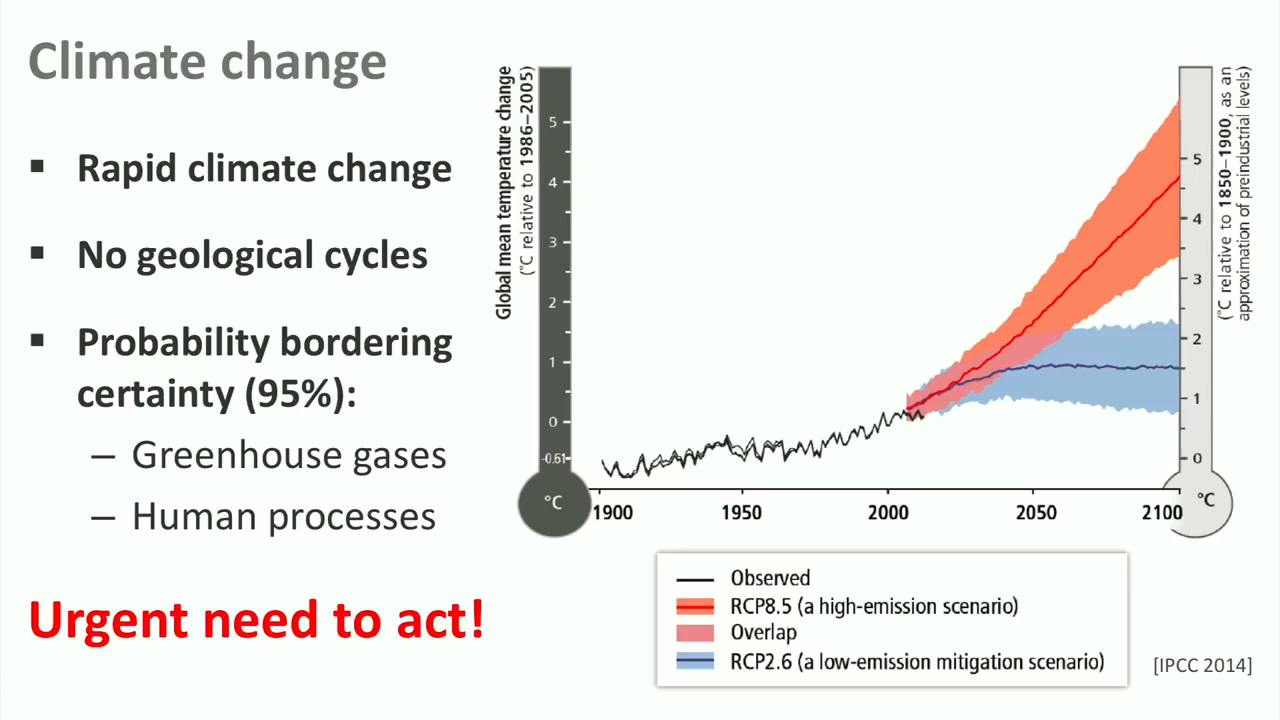 Climate change
▪ Rapid climate change
▪ No geological cycles
▪ Probability bordering
certainty (95%):
– Greenhouse gases
– Human processes
Urgent need to act!
Global mean temperature change
(°C relative to 1986–2005)
5
4
3
2
1
0
-0.61
°C
1900
1950
2000
2050
2100
(°C relative to 1850–1900, as an
approximation of preindustrial levels)
5
4
3
2
1
0
°C
Observed
RCP8.5 (a high-emission scenario)
Overlap
RCP2.6 (a low-emission mitigation scenario)
[IPCC 2014]